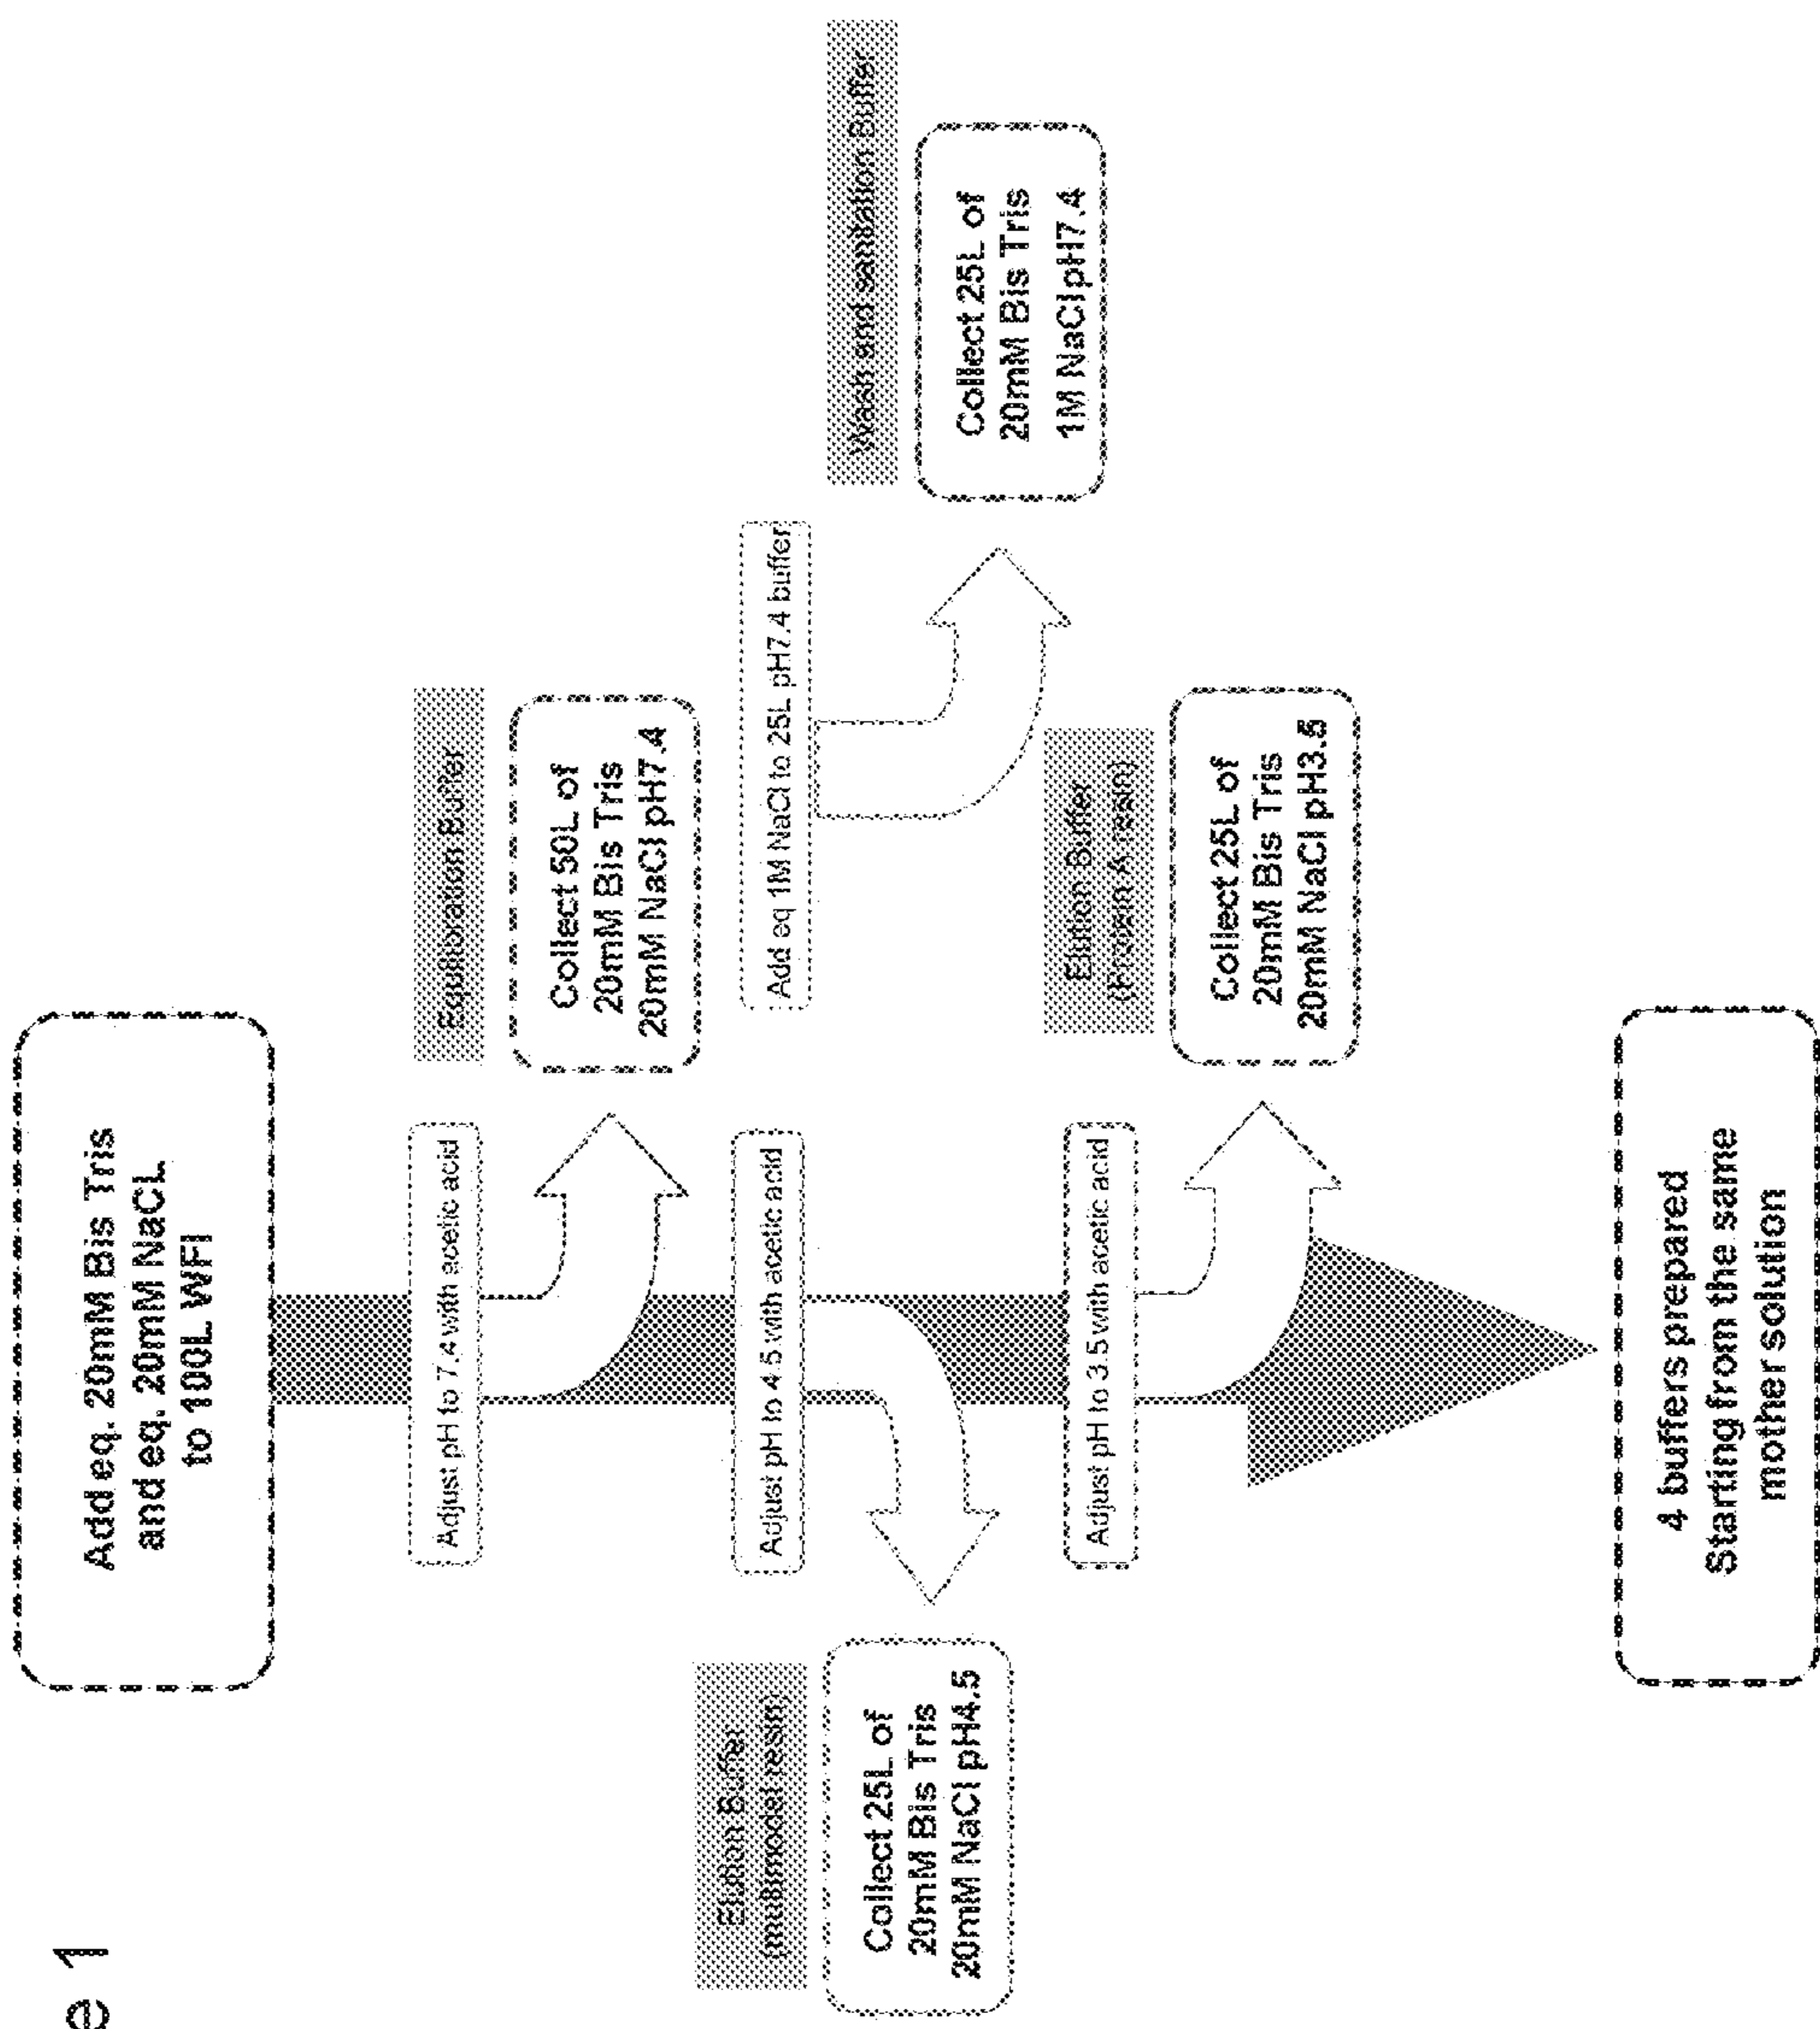 e 1
Add eq. 20mM Bis Tris
and eq. 20mM NaCL
to 100L WFI
Adjust pH to 7.4 with acetic acid
Equilibration Buffer
Collect 50L of
20mM Bis Tris
20mM NaCl pH7.4
Adjust pH to 4.5 with acetic acid
Elution Buffer
(multimodel resin)
Collect 25L of
20mM Bis Tris
20mM NaCl pH4.5
Add eq 1M NaCl to 25L pH7.4 buffer
Wash and sanitation Buffer
Collect 25L of
20mM Bis Tris
1M NaCl pH7.4
Adjust pH to 3.5 with acetic acid
Elution Buffer
(Protein A resin)
Collect 25L of
20mM Bis Tris
20mM NaCl pH3.5
4 buffers prepared
Starting from the same
mother solution